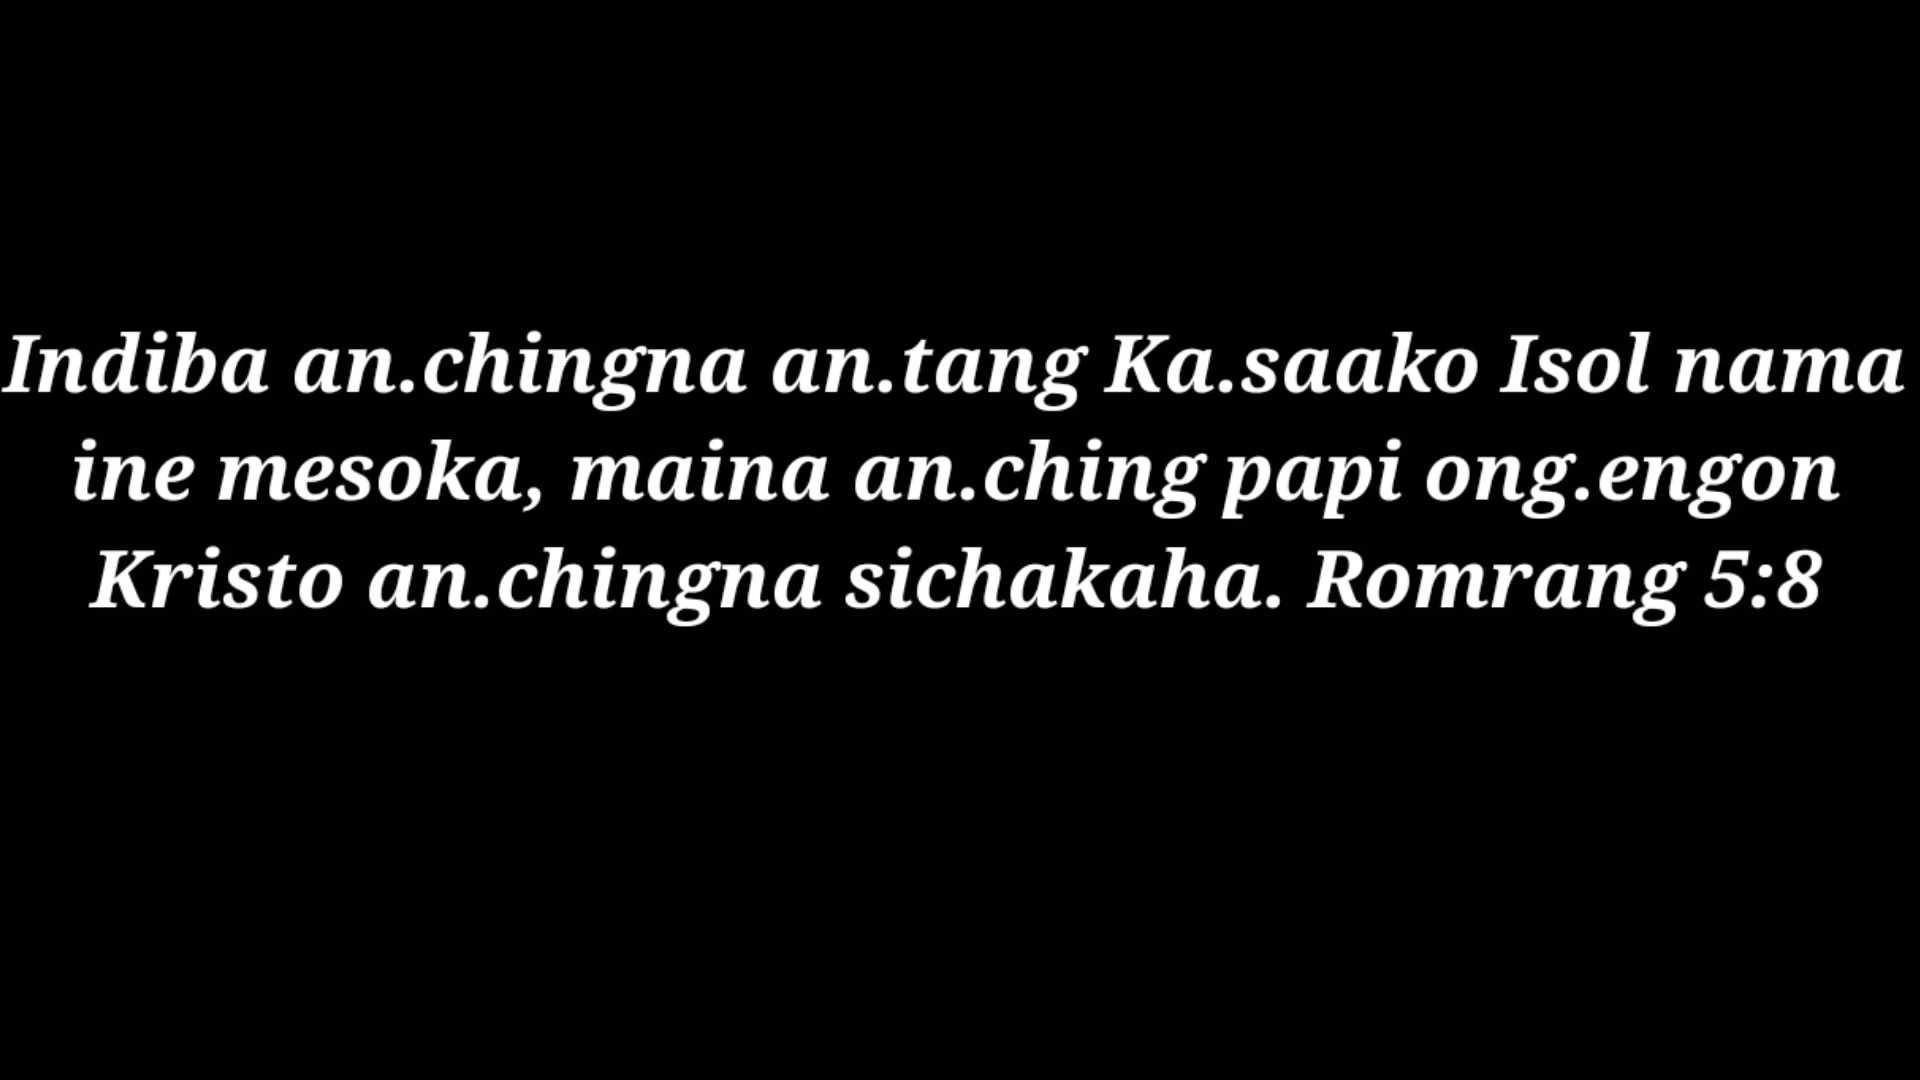 Indiba an.chingna an.tang Ka.saako Isol nama
ine mesoka, maina an.ching papi ong.engon
Kristo an.chingna sichakaha. Romrang 5:8